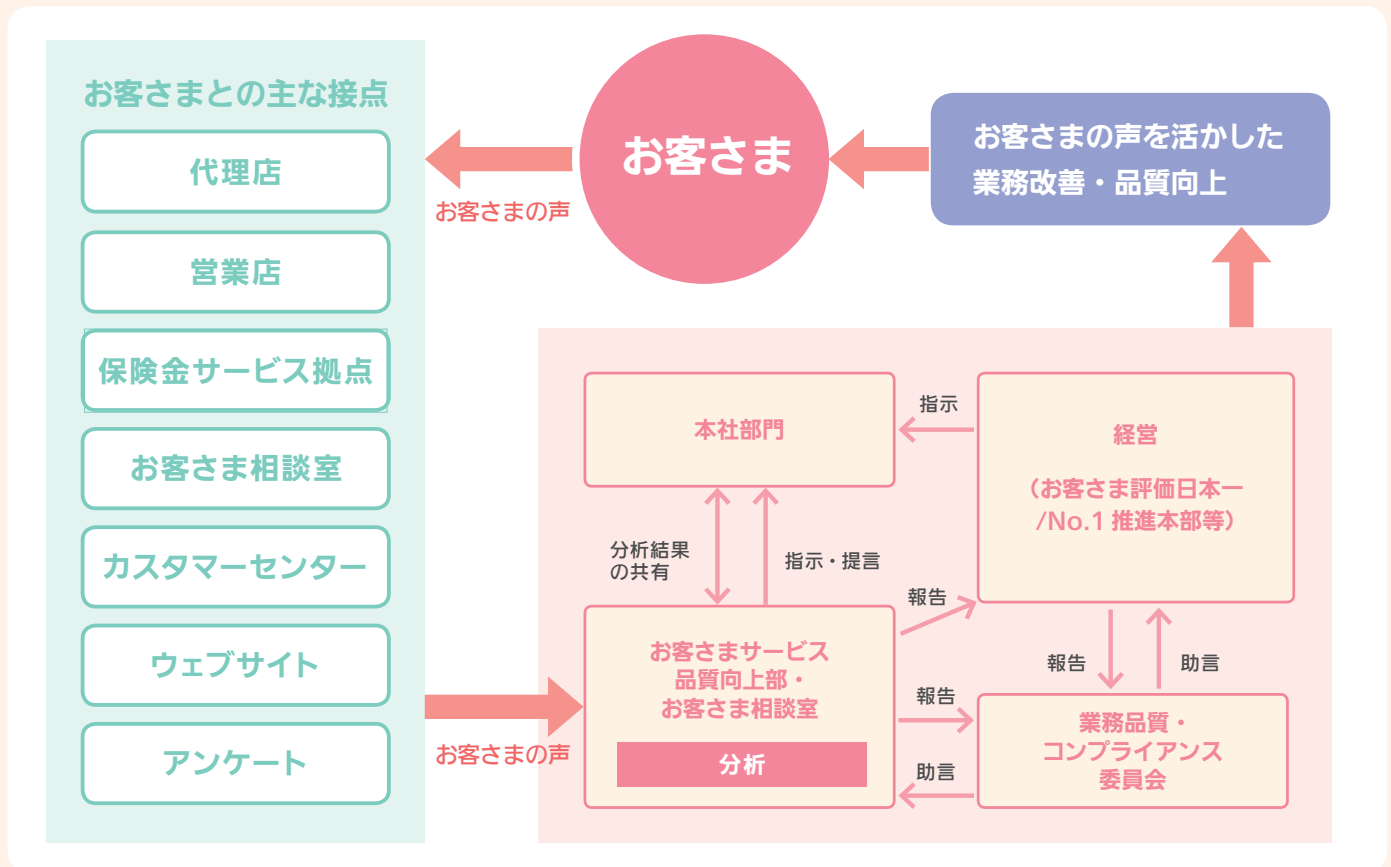 お客さまとの主な接点
代理店
営業店
保険金サービス拠点
お客さま相談室
カスタマーセンター
ウェブサイト
アンケート
お客さまの声
お客さま
お客さまの声を活かした
業務改善・品質向上
お客さまの声
本社部門
指示
経営
（お客さま評価日本一
/No.1 推進本部等）
分析結果
の共有
指示・提言
報告
お客さまサービス
品質向上部・
お客さま相談室
分析
報告
助言
報告
助言
業務品質・
コンプライアンス
委員会